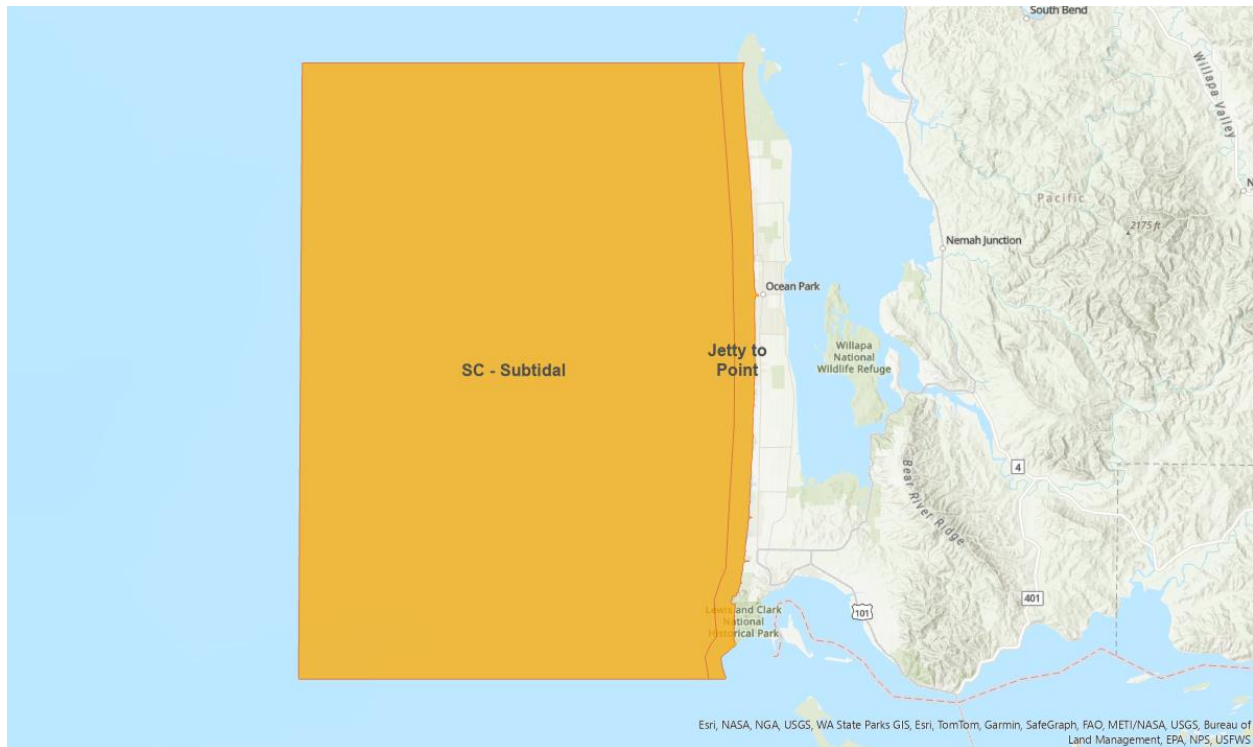 South Bend
Willapa Valley
Pacific
2175 ft
Nemah Junction
Ocean Park
Willapa
National
Wildlife Refuge
Jetty to
Point
SC - Subtidal
4
Bear River Ridge
401
101
Lewis and Clark
National
Historical Park
Esri, NASA, NGA, USGS, WA State Parks GIS, Esri, TomTom, Garmin, SafeGraph, FAO, METI/NASA, USGS, Bureau of
Land Management, EPA, NPS, USFWS